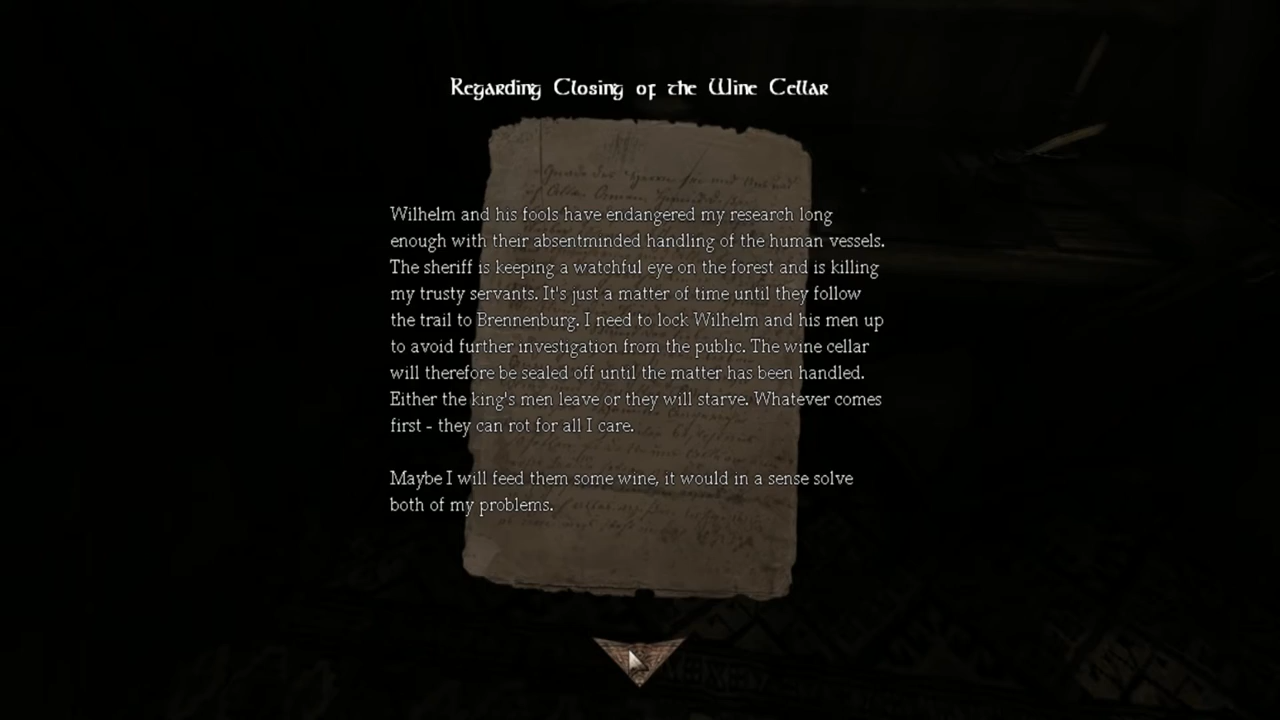 Regarding Closing of the Wine Cellar
Wilhelm and his fools have endangered my research long
enough with their absentminded handling of the human vessels.
The sheriff is keeping a watchful eye on the forest and is killing
my trusty servants. It's just a matter of time until they follow
the trail to Brennenburg. I need to lock Wilhelm and his men up
to avoid further investigation from the public. The wine cellar
will therefore be sealed off until the matter has been handled.
Either the king's men leave or they will starve. Whatever comes
first - they can rot for all I care.
Maybe I will feed them some wine, it would in a sense solve
both of my problems.